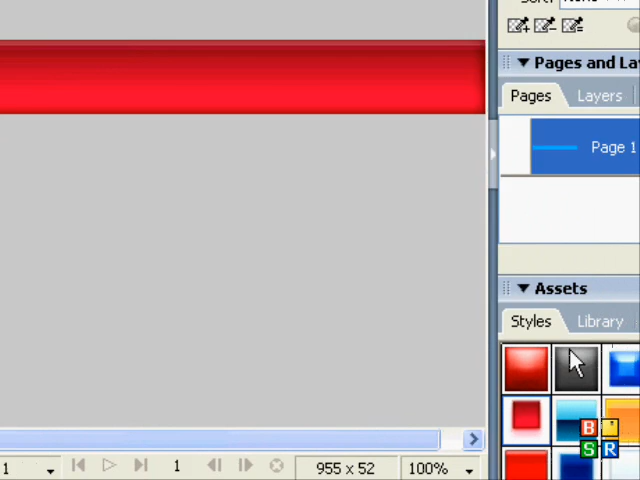 Pages and La
Pages Layers
Page 1
Assets
Styles Library
B
S R
1 1 955 x 52 100%